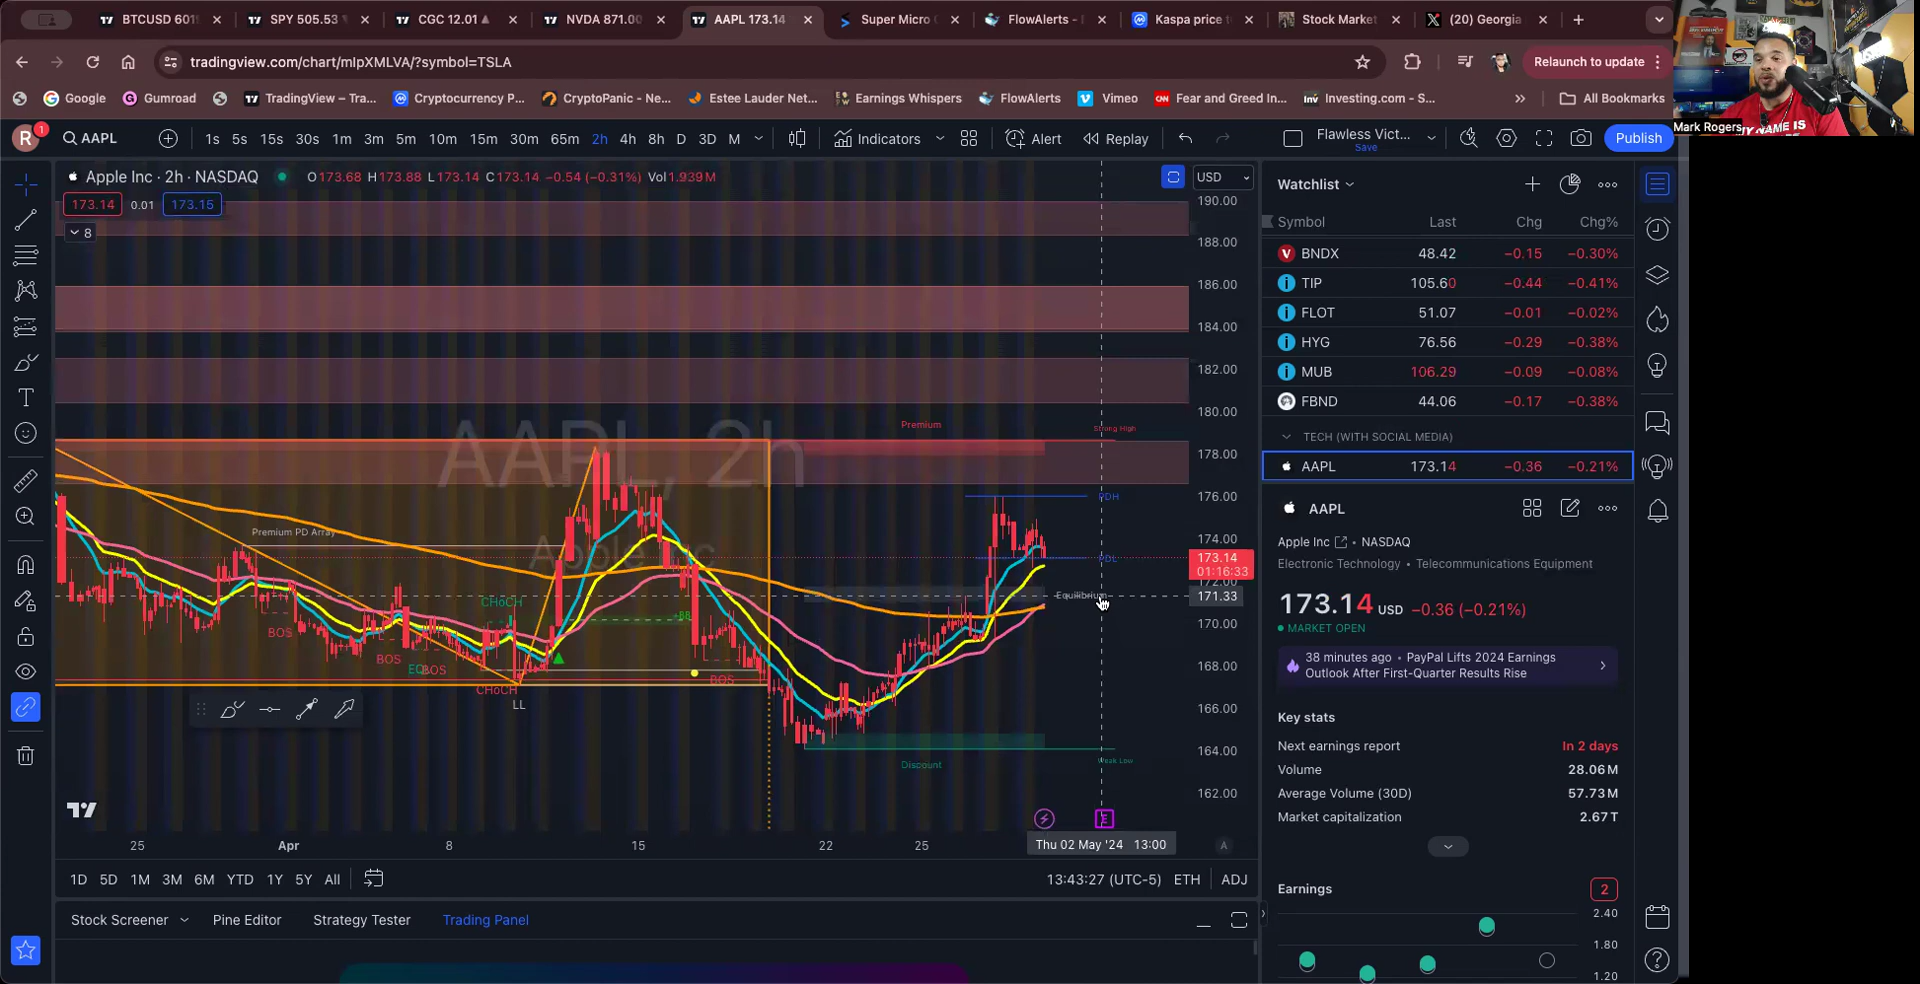 BTCUSD 601
SPY 505.53
CGC 12.01
NVDA 871.00
AAPL 173.14
Super Micro
FlowAlerts -
Kaspa price t
Stock Market
(20) Georgia
tradingview.com/chart/mlpXMLVA/?symbol=TSLA
Relaunch to update
Google
Gumroad
TradingView – Tra...
Cryptocurrency P...
CryptoPanic - Ne...
Estee Lauder Net...
Earnings Whispers
FlowAlerts
Vimeo
CNN Fear and Greed In...
Inv Investing.com - S...
All Bookmarks
Mark Rogers
MY NAME IS
R 1
AAPL
1s 5s 15s 30s 1m 3m 5m 10m 15m 30m 65m 2h 4h 8h D 3D M
Indicators
Alert
Replay
Flawless Vict...
Save
Publish
Apple Inc · 2h · NASDAQ
O173.68 H173.88 L173.14 C173.14 −0.54 (−0.31%) Vol1.939M
173.14 0.01 173.15
8
USD
190.00
188.00
186.00
184.00
182.00
180.00
178.00
176.00
174.00
173.14
01:16:33
172.00
171.33
170.00
168.00
166.00
164.00
162.00
AAPL, 2h
Apple Inc
Premium
Strong High
PDH
PDL
Equilibrium
Premium PD Array
CHoCH
BOS
BOS
BOS
CHoCH
LL
+BB
BOS
Discount
Weak Low
E
25 Apr 8 15 22 25
Thu 02 May '24 13:00
A
1D 5D 1M 3M 6M YTD 1Y 5Y All
13:43:27 (UTC-5) ETH ADJ
Stock Screener
Pine Editor
Strategy Tester
Trading Panel
Watchlist
Symbol Last Chg Chg%
BNDX 48.42 −0.15 −0.30%
TIP 105.60 −0.44 −0.41%
FLOT 51.07 −0.01 −0.02%
HYG 76.56 −0.29 −0.38%
MUB 106.29 −0.09 −0.08%
FBND 44.06 −0.17 −0.38%
TECH (WITH SOCIAL MEDIA)
AAPL 173.14 −0.36 −0.21%
AAPL
Apple Inc • NASDAQ
Electronic Technology • Telecommunications Equipment
173.14 USD −0.36 (−0.21%)
MARKET OPEN
38 minutes ago • PayPal Lifts 2024 Earnings
Outlook After First-Quarter Results Rise
Key stats
Next earnings report In 2 days
Volume 28.06M
Average Volume (30D) 57.73M
Market capitalization 2.67T
Earnings 2
2.40
1.80
1.20